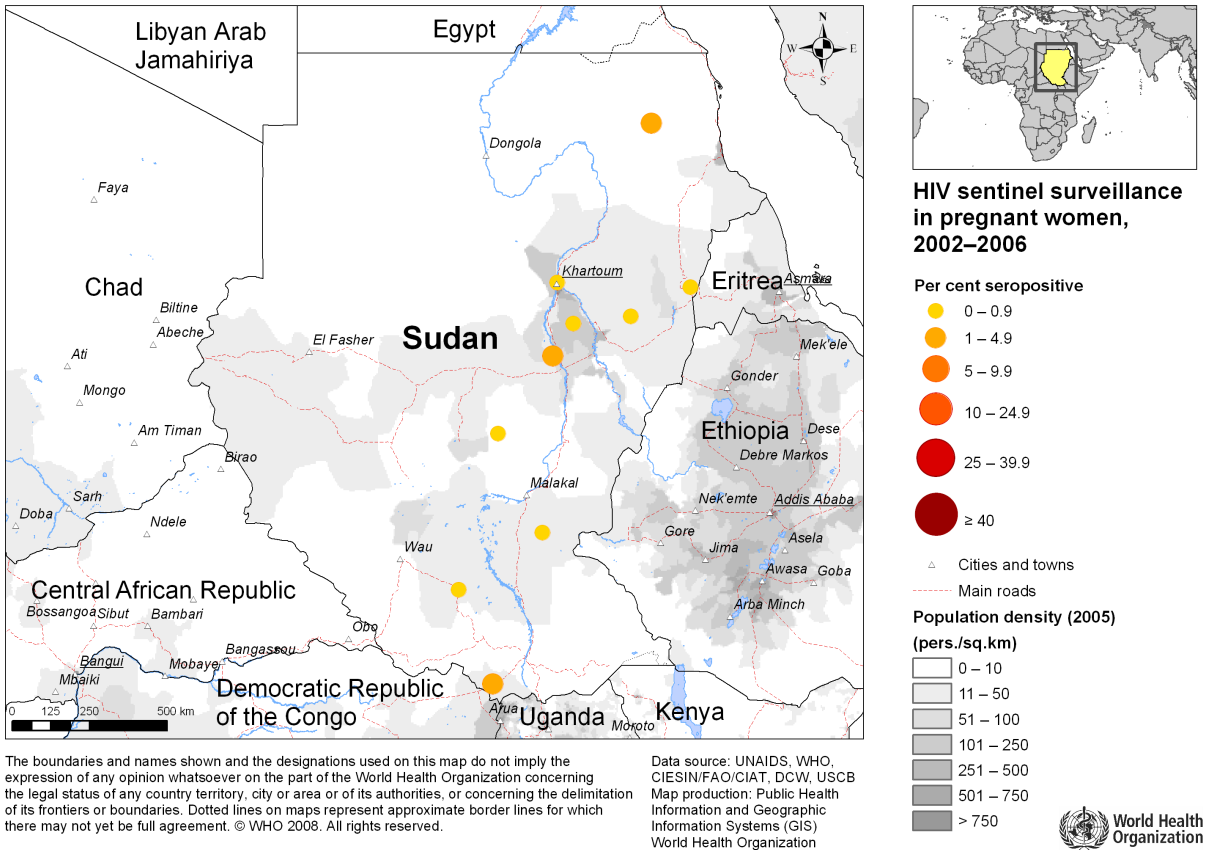 Libyan Arab
Jamahiriya
Egypt
N
W E
S
Dongola
Faya
Khartoum
Chad
Eritrea
Asmara
Biltine
Abeche
Sudan
El Fasher
Ati
Mek'ele
Mongo
Gonder
Am Timan
Ethiopia
Dese
Birao
Debre Markos
Sarh
Malakal
Nek'emte
Addis Ababa
Doba
Ndele
Gore
Asela
Wau
Jima
Awasa
Goba
Central African Republic
Bossangoa
Sibut
Bambari
Arba Minch
Obo
Bangassou
Bangui
Mobaye
Mbaiki
Democratic Republic
of the Congo
Arua
Uganda
Kenya
Moroto
0 125 250 500 km
HIV sentinel surveillance
in pregnant women,
2002–2006
Per cent seropositive
0 – 0.9
1 – 4.9
5 – 9.9
10 – 24.9
25 – 39.9
≥ 40
Cities and towns
Main roads
Population density (2005)
(pers./sq.km)
0 – 10
11 – 50
51 – 100
101 – 250
251 – 500
501 – 750
> 750
The boundaries and names shown and the designations used on this map do not imply the
expression of any opinion whatsoever on the part of the World Health Organization concerning
the legal status of any country territory, city or area or of its authorities, or concerning the delimitation
of its frontiers or boundaries. Dotted lines on maps represent approximate border lines for which
there may not yet be full agreement. © WHO 2008. All rights reserved.
Data source: UNAIDS, WHO,
CIESIN/FAO/CIAT, DCW, USCB
Map production: Public Health
Information and Geographic
Information Systems (GIS)
World Health Organization
World Health
Organization